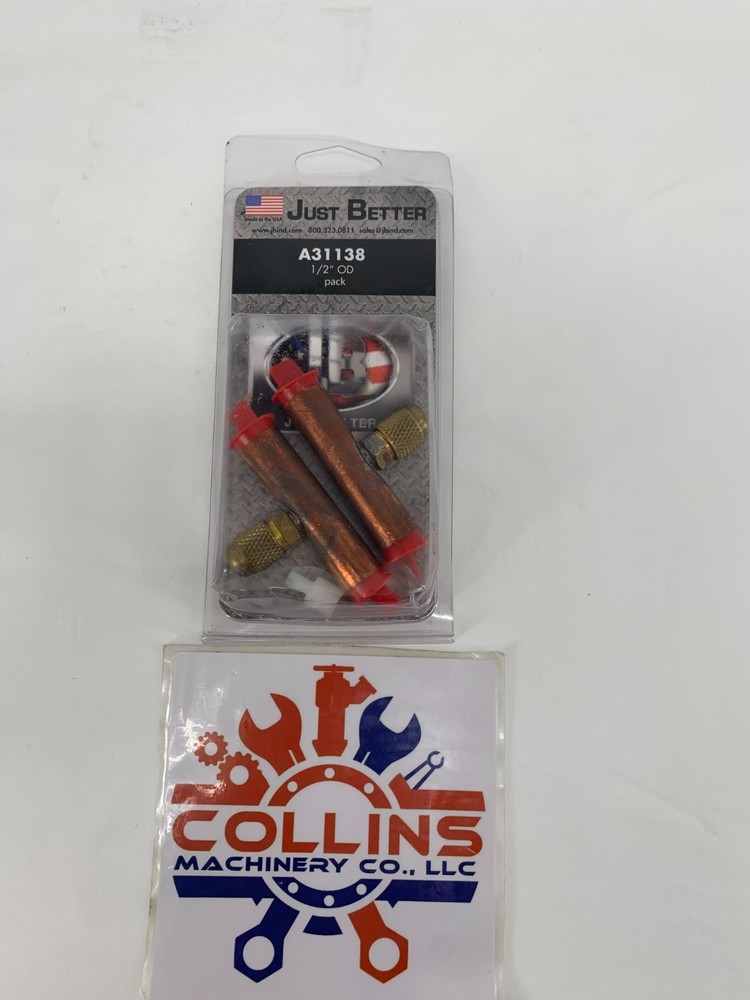 JUST BETTER
Made in the USA
www.jbind.com 800.323.0811 sales@jbind.com
A31138
1/2" OD
pack
COLLINS
MACHINERY CO., LLC